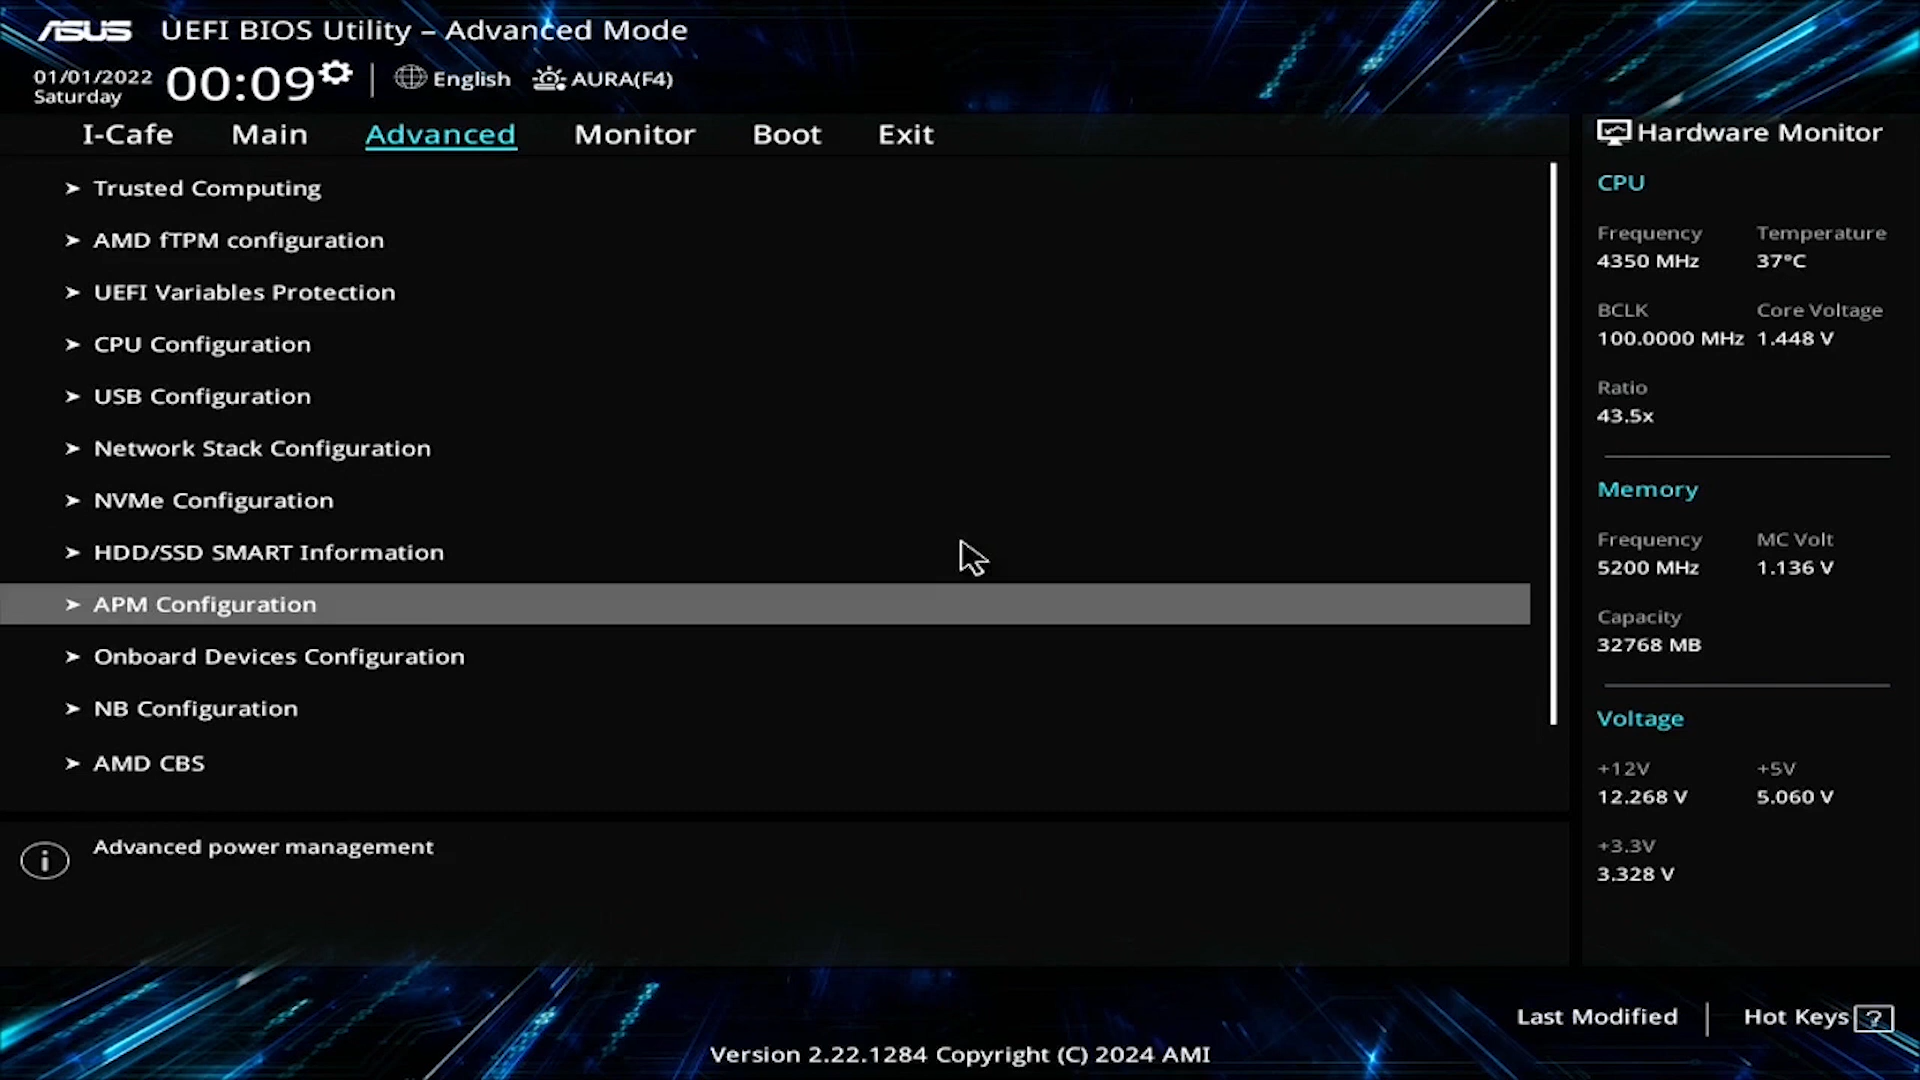 ASUS UEFI BIOS Utility – Advanced Mode
01/01/2022
Saturday
00:09
English
AURA(F4)
I-Cafe Main Advanced Monitor Boot Exit
Trusted Computing
AMD fTPM configuration
UEFI Variables Protection
CPU Configuration
USB Configuration
Network Stack Configuration
NVMe Configuration
HDD/SSD SMART Information
APM Configuration
Onboard Devices Configuration
NB Configuration
AMD CBS
i Advanced power management
Hardware Monitor
CPU
Frequency Temperature
4350 MHz 37°C
BCLK Core Voltage
100.0000 MHz 1.448 V
Ratio
43.5x
Memory
Frequency MC Volt
5200 MHz 1.136 V
Capacity
32768 MB
Voltage
+12V +5V
12.268 V 5.060 V
+3.3V
3.328 V
Last Modified Hot Keys ?
Version 2.22.1284 Copyright (C) 2024 AMI